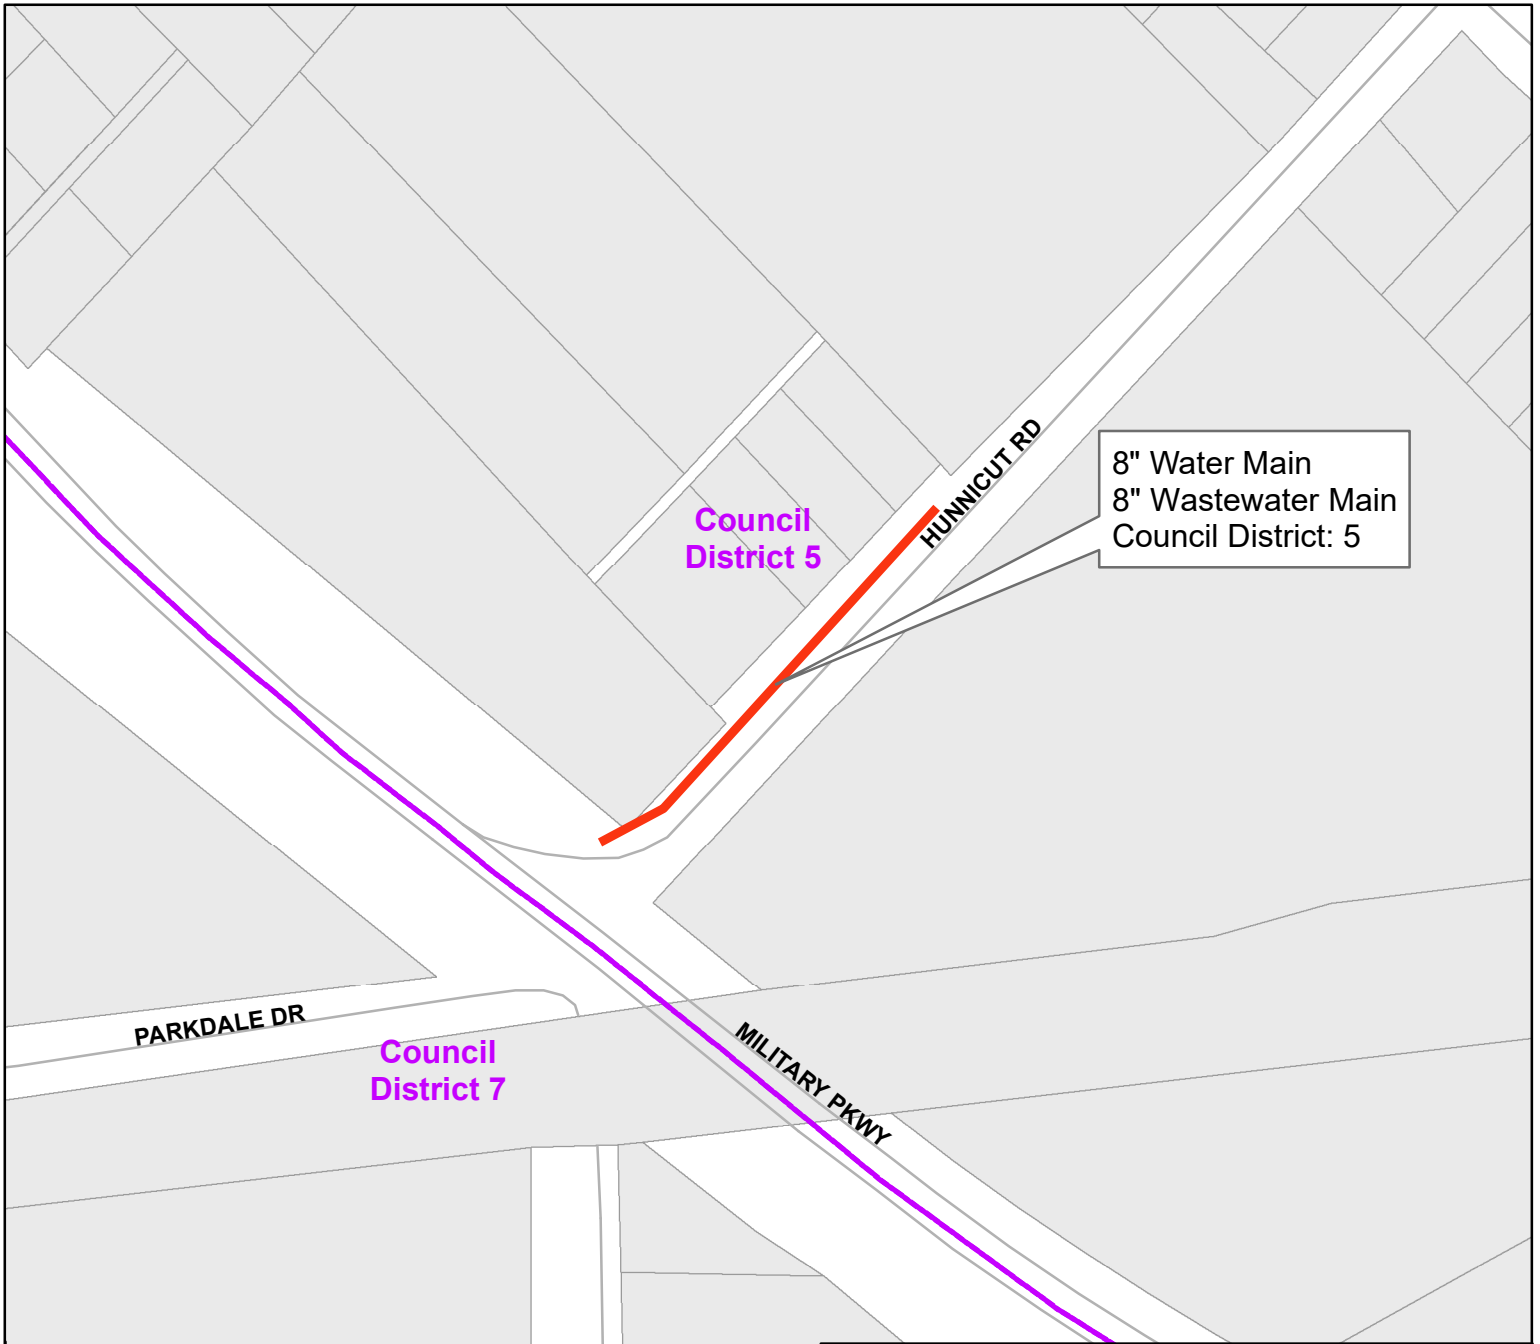 HUNNICUT RD
8" Water Main
8" Wastewater Main
Council District: 5
Council
District 5
PARKDALE DR
Council
District 7
MILITARY PKWY